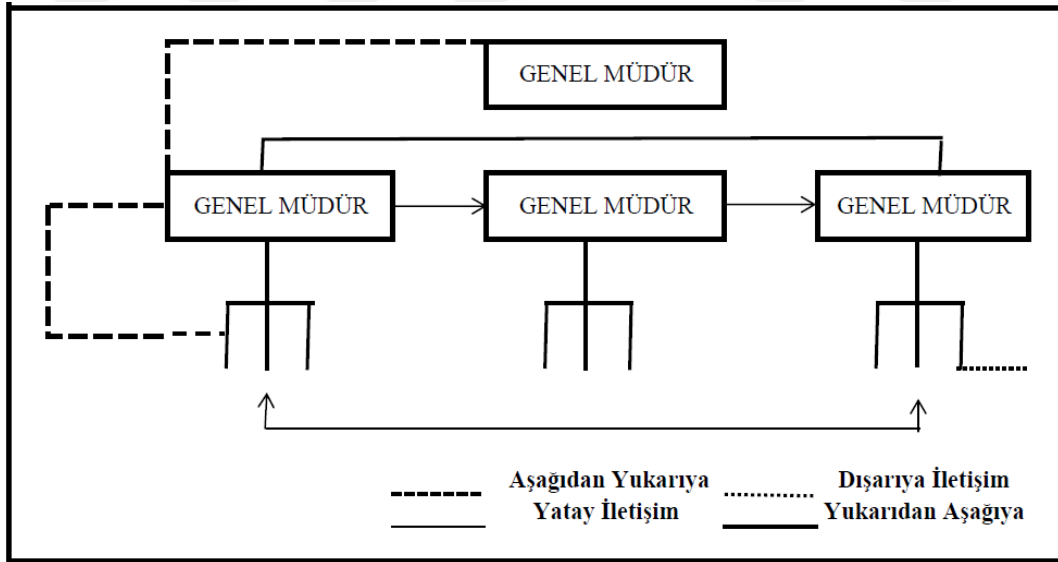 GENEL MÜDÜR
GENEL MÜDÜR GENEL MÜDÜR GENEL MÜDÜR
Aşağıdan Yukarıya Dışarıya İletişim
Yatay İletişim Yukarıdan Aşağıya